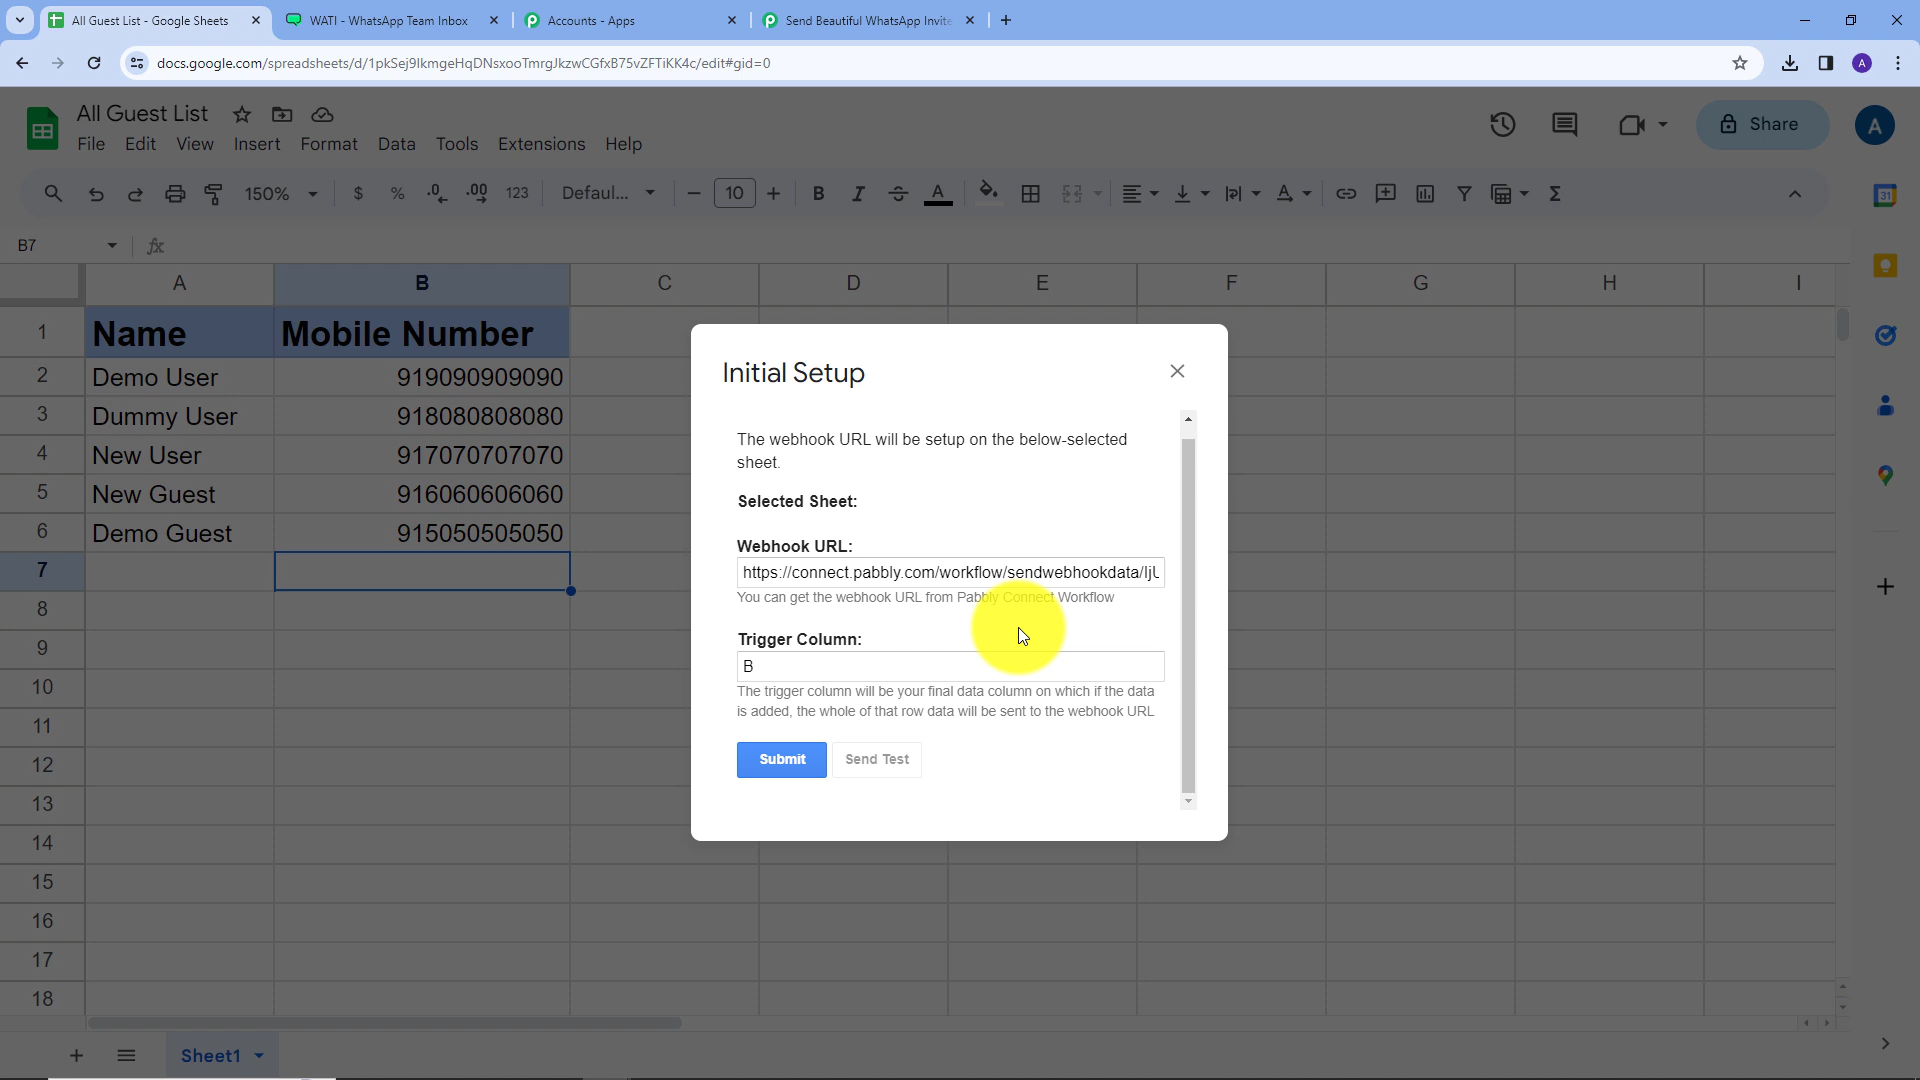 All Guest List - Google Sheets
WATI - WhatsApp Team Inbox
Accounts - Apps
Send Beautiful WhatsApp Invite
docs.google.com/spreadsheets/d/1pkSej9lkmgeHqDNsxooTmrgJkzwCGfxB75vZFTiKK4c/edit#gid=0
A
All Guest List
File Edit View Insert Format Data Tools Extensions Help
Share
A
150% $ % .0 .00 123 Defaul... 10 B I S A
31
B7 fx
A B C D E F G H I
1 Name Mobile Number
2 Demo User 919090909090
3 Dummy User 918080808080
4 New User 917070707070
5 New Guest 916060606060
6 Demo Guest 915050505050
7
8
9
10
11
12
13
14
15
16
17
18
Initial Setup
The webhook URL will be setup on the below-selected
sheet.
Selected Sheet:
Webhook URL:
https://connect.pabbly.com/workflow/sendwebhookdata/IjU
You can get the webhook URL from Pabbly Connect Workflow
Trigger Column:
B
The trigger column will be your final data column on which if the data
is added, the whole of that row data will be sent to the webhook URL
Submit Send Test
Sheet1